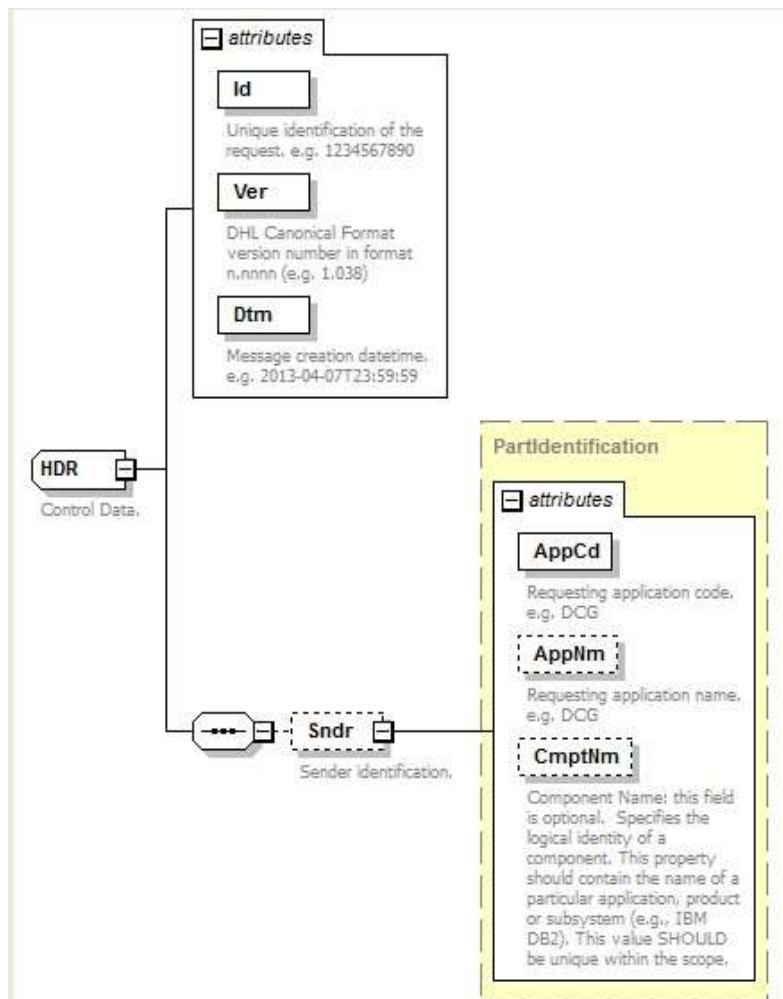 attributes
Id
Unique identification of the
request. e.g. 1234567890
Ver
DHL Canonical Format
version number in format
n.nnnn (e.g. 1.038)
Dtm
Message creation datetime.
e.g. 2013-04-07T23:59:59
HDR
Control Data.
PartIdentification
attributes
AppCd
Requesting application code.
e.g. DCG
AppNm
Requesting application name.
e.g. DCG
Sndr
Sender identification.
CmptNm
Component Name: this field
is optional. Specifies the
logical identity of a
component. This property
should contain the name of a
particular application, product
or subsystem (e.g., IBM
DB2). This value SHOULD
be unique within the scope.